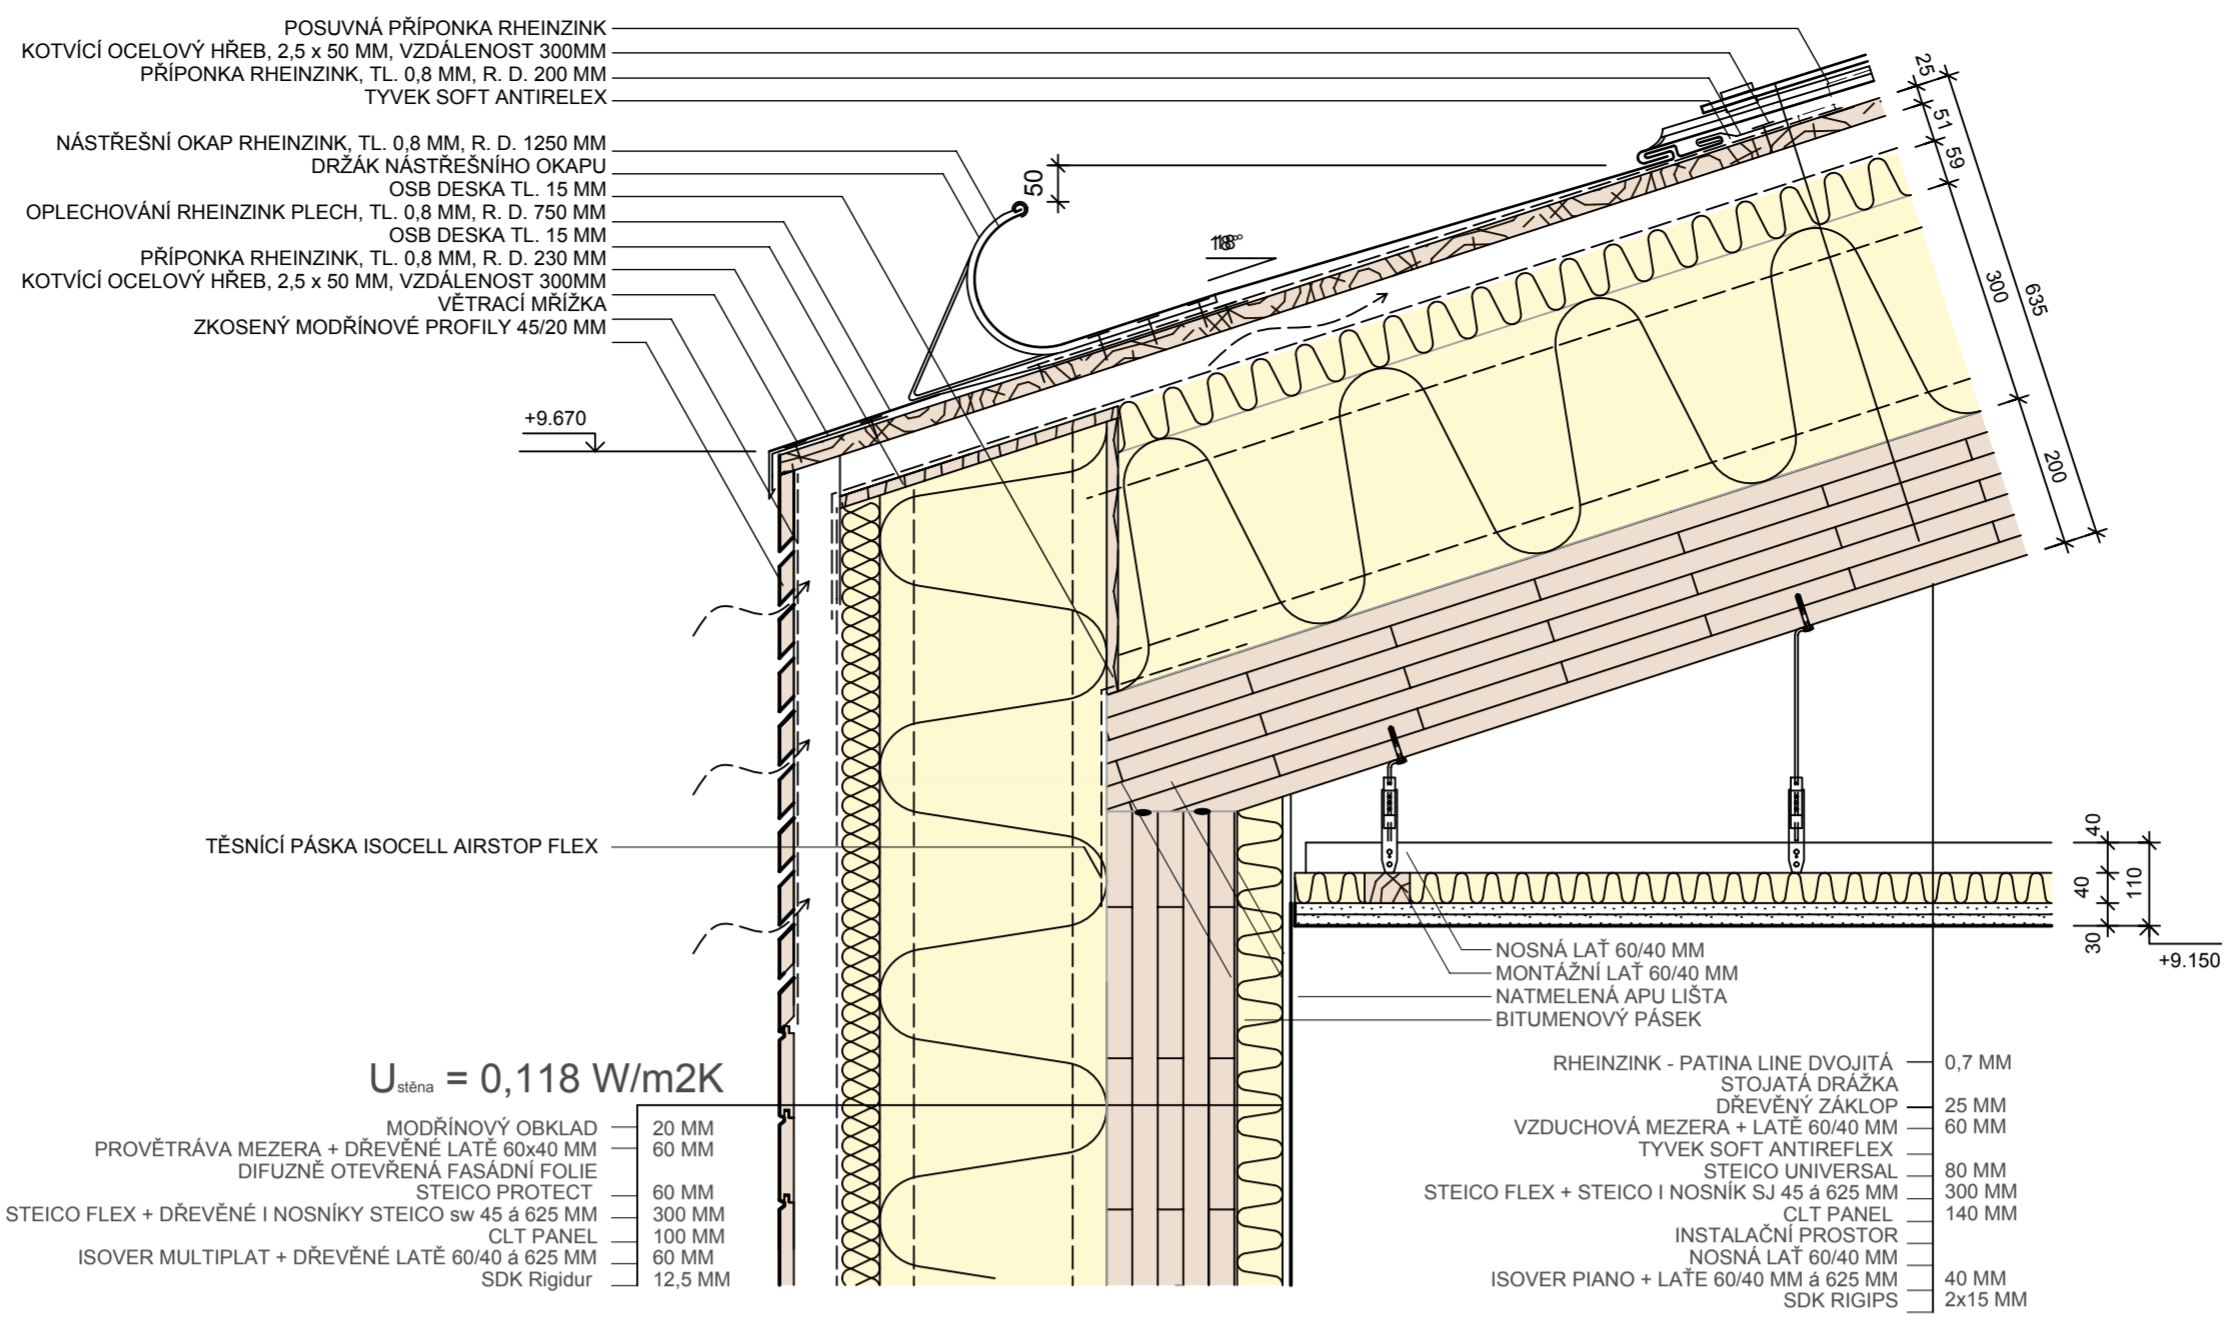 POSUVNÁ PŘÍPONKA RHEINZINK
KOTVÍCÍ OCELOVÝ HŘEB, 2,5 x 50 MM, VZDÁLENOST 300MM
PŘÍPONKA RHEINZINK, TL. 0,8 MM, R. D. 200 MM
TYVEK SOFT ANTIRELEX
NÁSTŘEŠNÍ OKAP RHEINZINK, TL. 0,8 MM, R. D. 1250 MM
DRŽÁK NÁSTŘEŠNÍHO OKAPU
OSB DESKA TL. 15 MM
OPLECHOVÁNÍ RHEINZINK PLECH, TL. 0,8 MM, R. D. 750 MM
OSB DESKA TL. 15 MM
PŘÍPONKA RHEINZINK, TL. 0,8 MM, R. D. 230 MM
KOTVÍCÍ OCELOVÝ HŘEB, 2,5 x 50 MM, VZDÁLENOST 300MM
VĚTRACÍ MŘÍŽKA
ZKOSENÝ MODŘÍNOVÉ PROFILY 45/20 MM
50
18°
25
51
59
300
635
200
+9.670
TĚSNÍCÍ PÁSKA ISOCELL AIRSTOP FLEX
40
40
110
30
+9.150
NOSNÁ LAŤ 60/40 MM
MONTÁŽNÍ LAŤ 60/40 MM
NATMELENÁ APU LIŠTA
BITUMENOVÝ PÁSEK
Ustěna = 0,118 W/m2K
MODŘÍNOVÝ OBKLAD 20 MM
PROVĚTRÁVA MEZERA + DŘEVĚNÉ LATĚ 60x40 MM 60 MM
DIFUZNĚ OTEVŘENÁ FASÁDNÍ FOLIE
STEICO PROTECT 60 MM
STEICO FLEX + DŘEVĚNÉ I NOSNÍKY STEICO sw 45 á 625 MM 300 MM
CLT PANEL 100 MM
ISOVER MULTIPLAT + DŘEVĚNÉ LATĚ 60/40 á 625 MM 60 MM
SDK Rigidur 12,5 MM
RHEINZINK - PATINA LINE DVOJITÁ 0,7 MM
STOJATÁ DRÁŽKA
DŘEVĚNÝ ZÁKLOP 25 MM
VZDUCHOVÁ MEZERA + LATĚ 60/40 MM 60 MM
TYVEK SOFT ANTIREFLEX
STEICO UNIVERSAL 80 MM
STEICO FLEX + STEICO I NOSNÍK SJ 45 á 625 MM 300 MM
CLT PANEL 140 MM
INSTALAČNÍ PROSTOR
NOSNÁ LAŤ 60/40 MM
ISOVER PIANO + LAŤE 60/40 MM á 625 MM 40 MM
SDK RIGIPS 2x15 MM